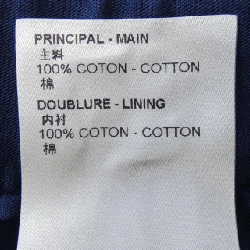 PRINCIPAL - MAIN
主料
100% COTON - COTTON
棉
DOUBLURE - LINING
内衬
100% COTON - COTTON
棉